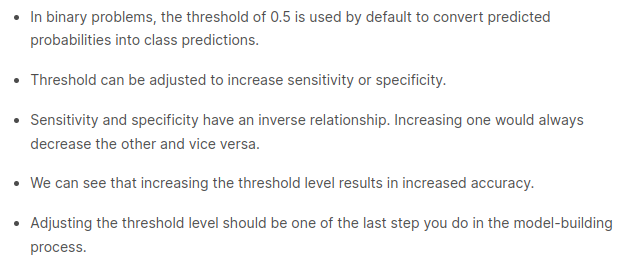 • In binary problems, the threshold of 0.5 is used by default to convert predicted
probabilities into class predictions.
• Threshold can be adjusted to increase sensitivity or specificity.
• Sensitivity and specificity have an inverse relationship. Increasing one would always
decrease the other and vice versa.
• We can see that increasing the threshold level results in increased accuracy.
• Adjusting the threshold level should be one of the last step you do in the model-building
process.